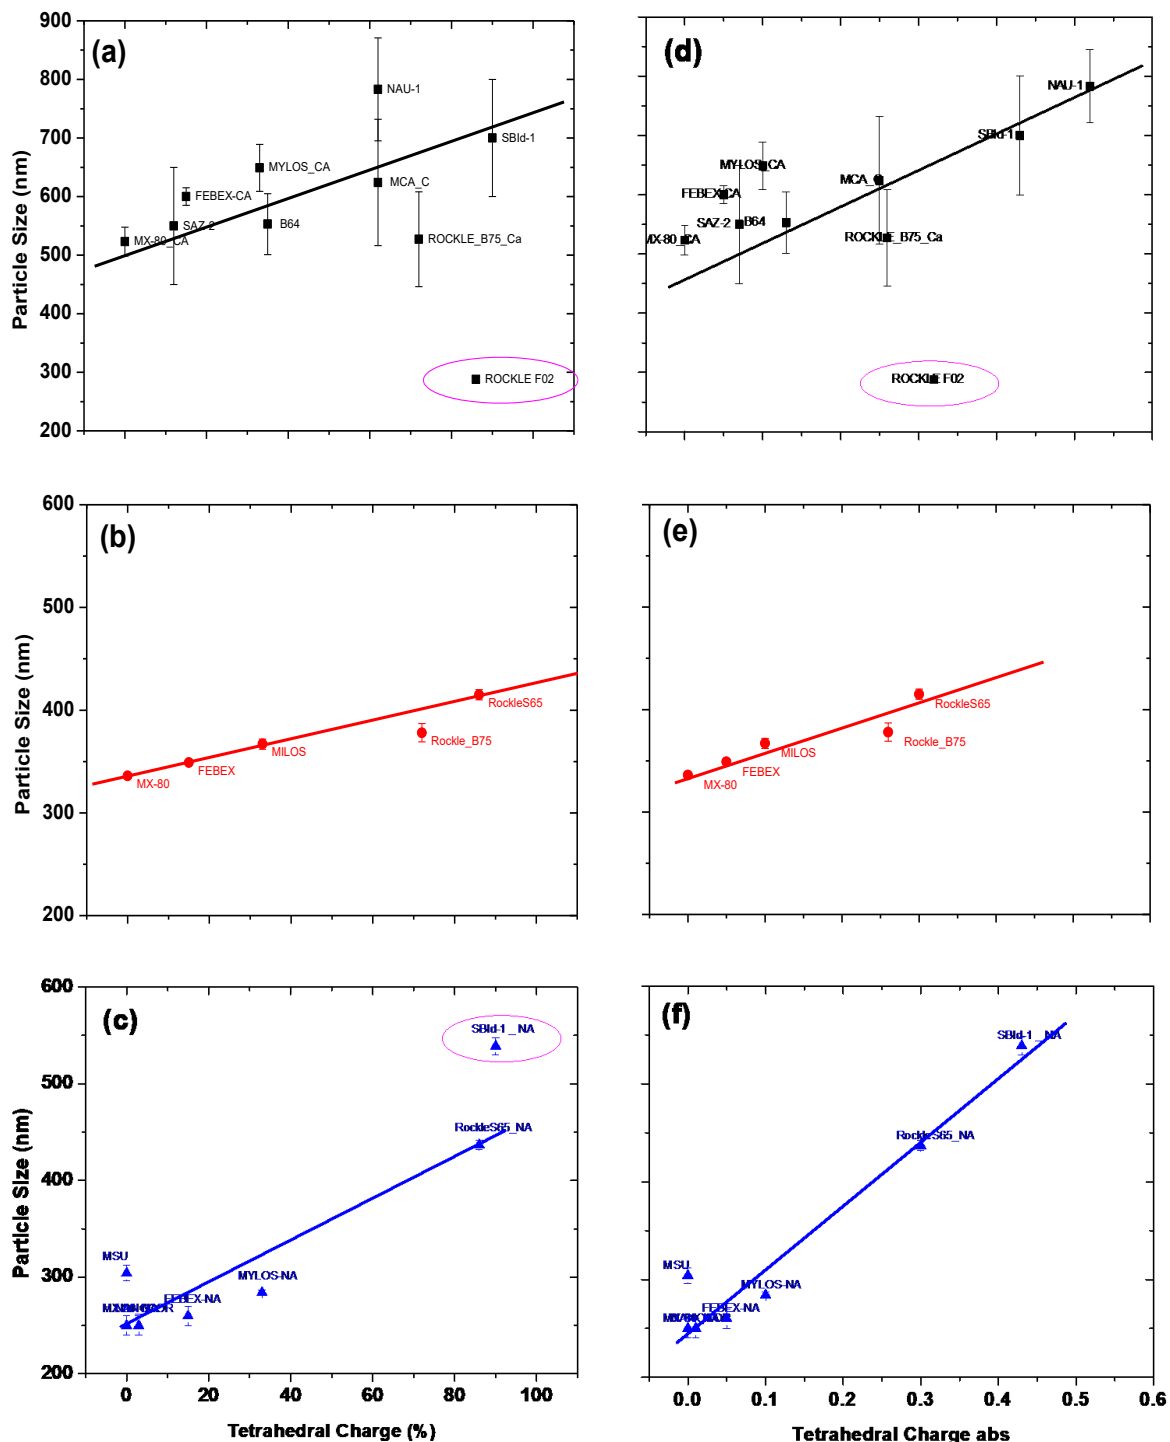 (a)
900
800
700
600
500
400
300
200
Particle Size (nm)
NAU-1
SBId-1
MYLOS_CA
MCA_C
FEBEX-CA
SAZ-2
B64
MX-80_CA
ROCKLE_B75_Ca
ROCKLE F02
(d)
NAU-1
SBId-1
MYLOS_CA
MCA_C
FEBEX-CA
SAZ-2
B64
MX-80_CA
ROCKLE_B75_Ca
ROCKLE F02
(b)
600
500
400
300
200
Particle Size (nm)
RockleS65
Rockle_B75
MILOS
FEBEX
MX-80
(e)
RockleS65
Rockle_B75
MILOS
FEBEX
MX-80
(c)
600
500
400
300
200
Particle Size (nm)
SBId-1_NA
RockleS65_NA
MSU
MYLOS-NA
FEBEX-NA
0 20 40 60 80 100
Tetrahedral Charge (%)
(f)
SBId-1_NA
RockleS65_NA
MSU
MYLOS-NA
FEBEX-NA
0.0 0.1 0.2 0.3 0.4 0.5 0.6
Tetrahedral Charge abs